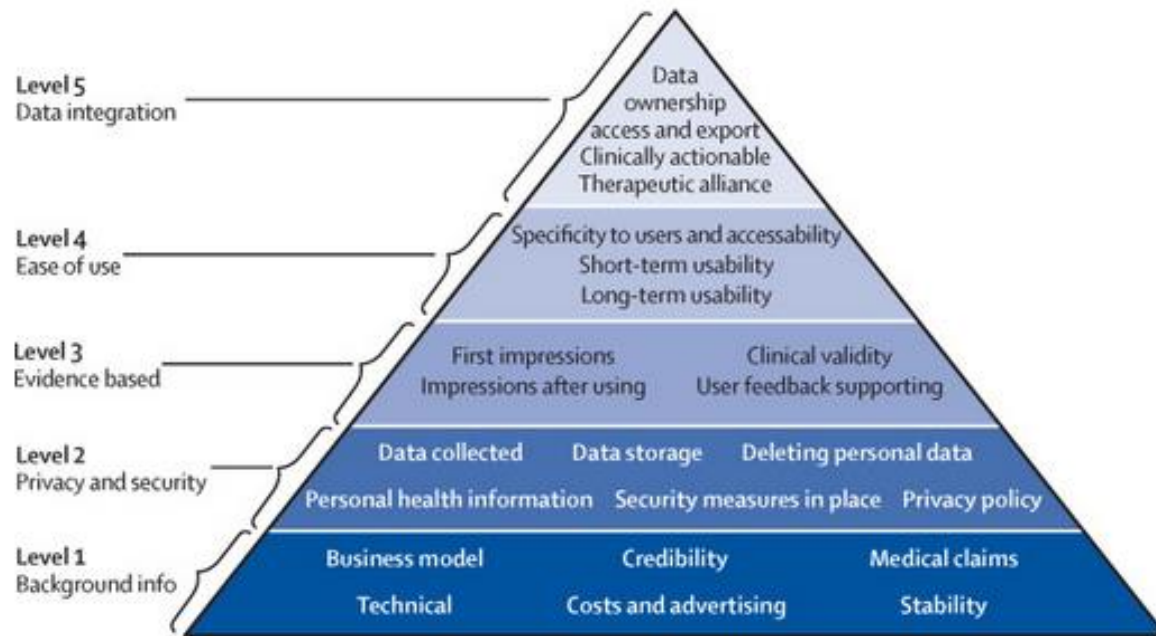 Level 5
Data integration
Data
ownership
access and export
Clinically actionable
Therapeutic alliance
Level 4
Ease of use
Specificity to users and accessability
Short-term usability
Long-term usability
Level 3
Evidence based
First impressions Clinical validity
Impressions after using User feedback supporting
Level 2
Privacy and security
Data collected Data storage Deleting personal data
Personal health information Security measures in place Privacy policy
Level 1
Background info
Business model Credibility Medical claims
Technical Costs and advertising Stability